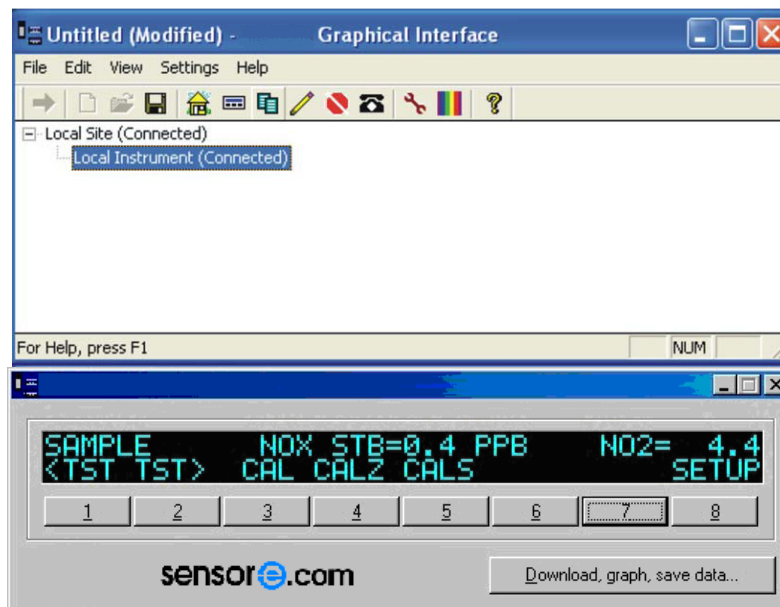 Untitled (Modified) - Graphical Interface
File Edit View Settings Help
Local Site (Connected)
Local Instrument (Connected)
For Help, press F1 NUM
SAMPLE NOX STB=0.4 PPB NO2= 4.4
<TST TST> CAL CALZ CALS SETUP
1 2 3 4 5 6 7 8
sensore.com Download, graph, save data...